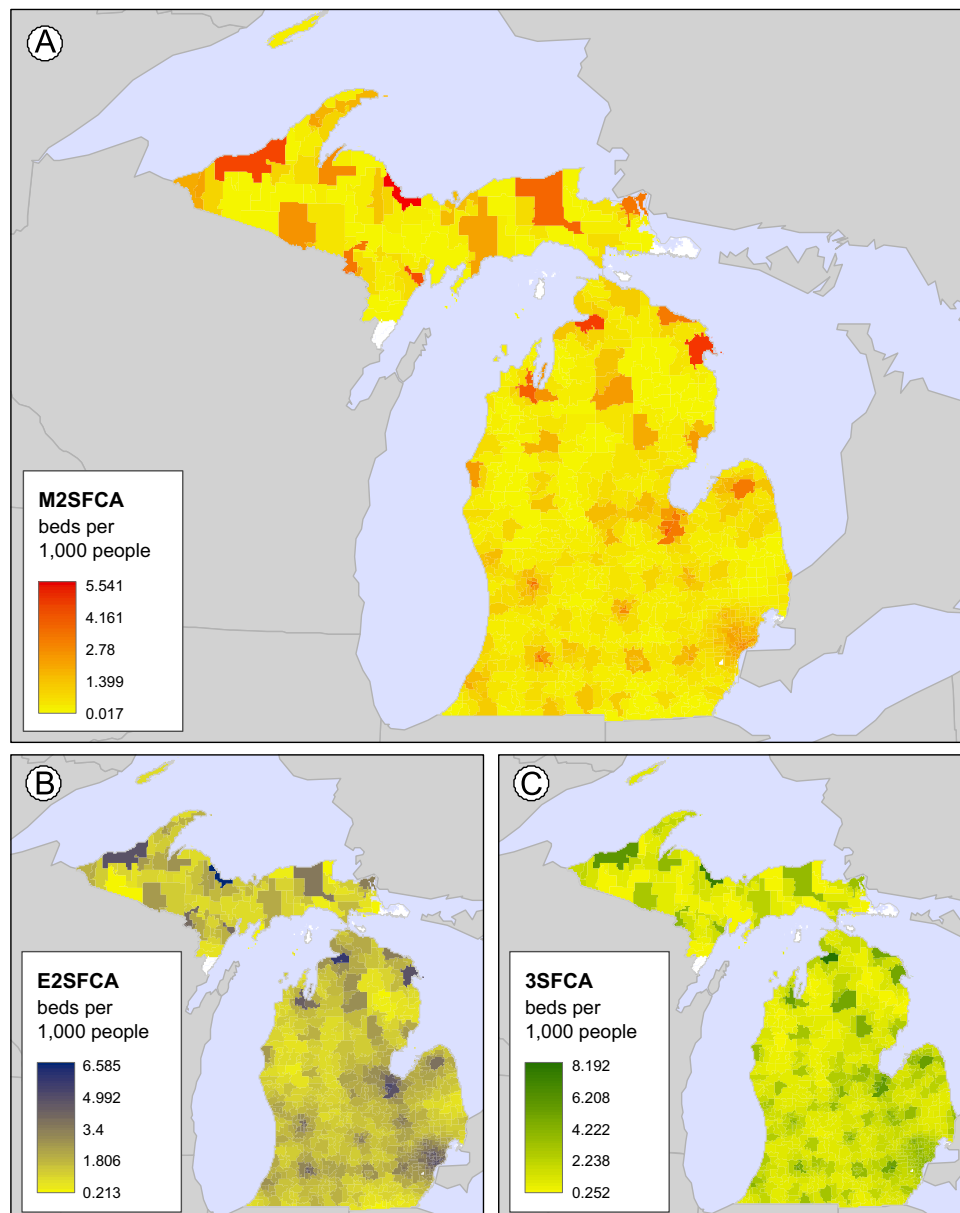 A
M2SFCA
beds per
1,000 people
5.541
4.161
2.78
1.399
0.017
B
E2SFCA
beds per
1,000 people
6.585
4.992
3.4
1.806
0.213
C
3SFCA
beds per
1,000 people
8.192
6.208
4.222
2.238
0.252